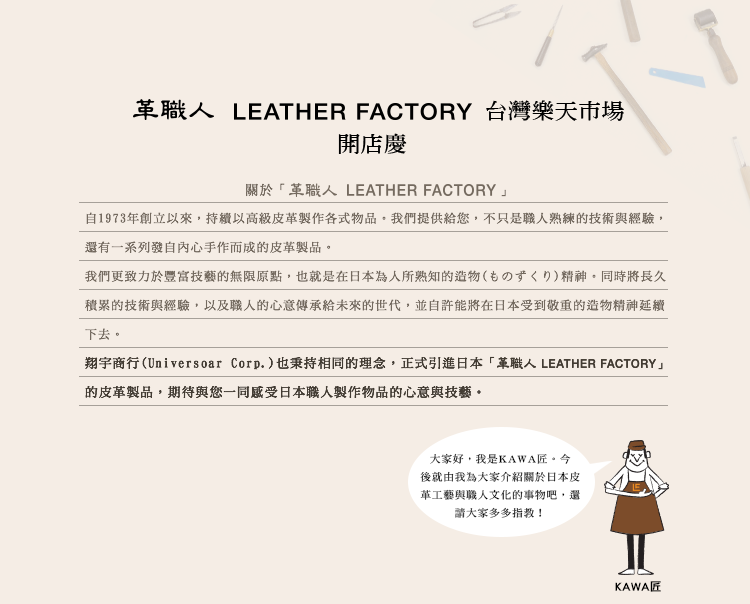 革職人 LEATHER FACTORY 台灣樂天市場
開店慶
關於「革職人 LEATHER FACTORY」
自1973年創立以來，持續以高級皮革製作各式物品。我們提供給您，不只是職人熟練的技術與經驗，
還有一系列發自內心手作而成的皮革製品。
我們更致力於豐富技藝的無限原點，也就是在日本為人所熟知的造物(ものずくり)精神。同時將長久
積累的技術與經驗，以及職人的心意傳承給未來的世代，並自許能將在日本受到敬重的造物精神延續
下去。
翔宇商行(Universoar Corp.)也秉持相同的理念，正式引進日本「革職人 LEATHER FACTORY」
的皮革製品，期待與您一同感受日本職人製作物品的心意與技藝。
大家好，我是KAWA匠。今
後就由我為大家介紹關於日本皮
革工藝與職人文化的事物吧，還
請大家多多指教！
匠
KAWA匠